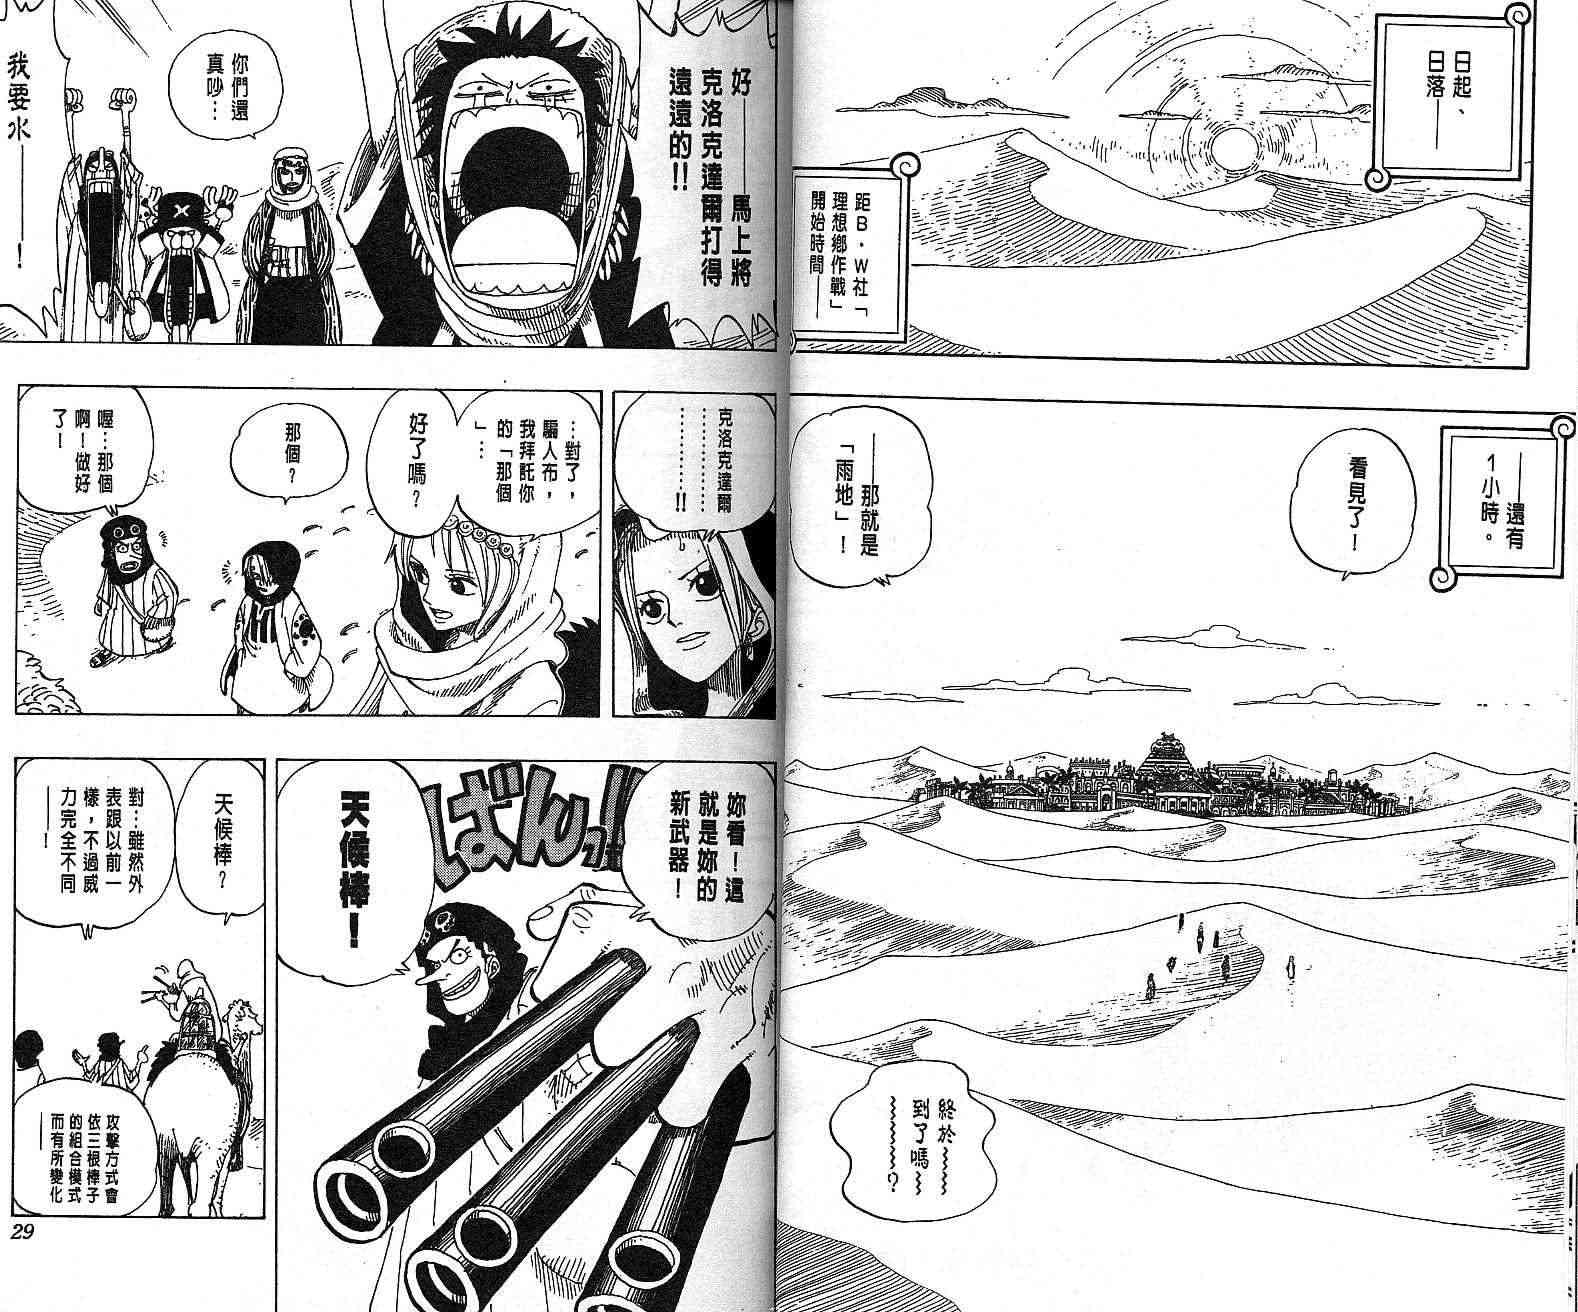 日起、
日落——
距B・W社「
理想鄉作戰」
開始時間——
——還有
1小時。
看見了!
——那就是
「雨地」!
終於~~~~
到了嗎~
~~~~~~?
好——馬上將
克洛克達爾打得
遠遠的!!
你們還
真吵…
我要水——!
克洛克達爾
…………………
…………!!
…對了,
騙人布,
我拜託你
的「那個
」…
好了嗎?
那個?
喔…那個
啊!做好
了!
妳看!這
就是妳的
新武器!
ばんっ!!
天候棒!
天候棒?
對…雖然外
表跟以前一
樣,不過威
力完全不同
——!
攻擊方式會
依三根棒子
的組合模式
而有所變化
——
29